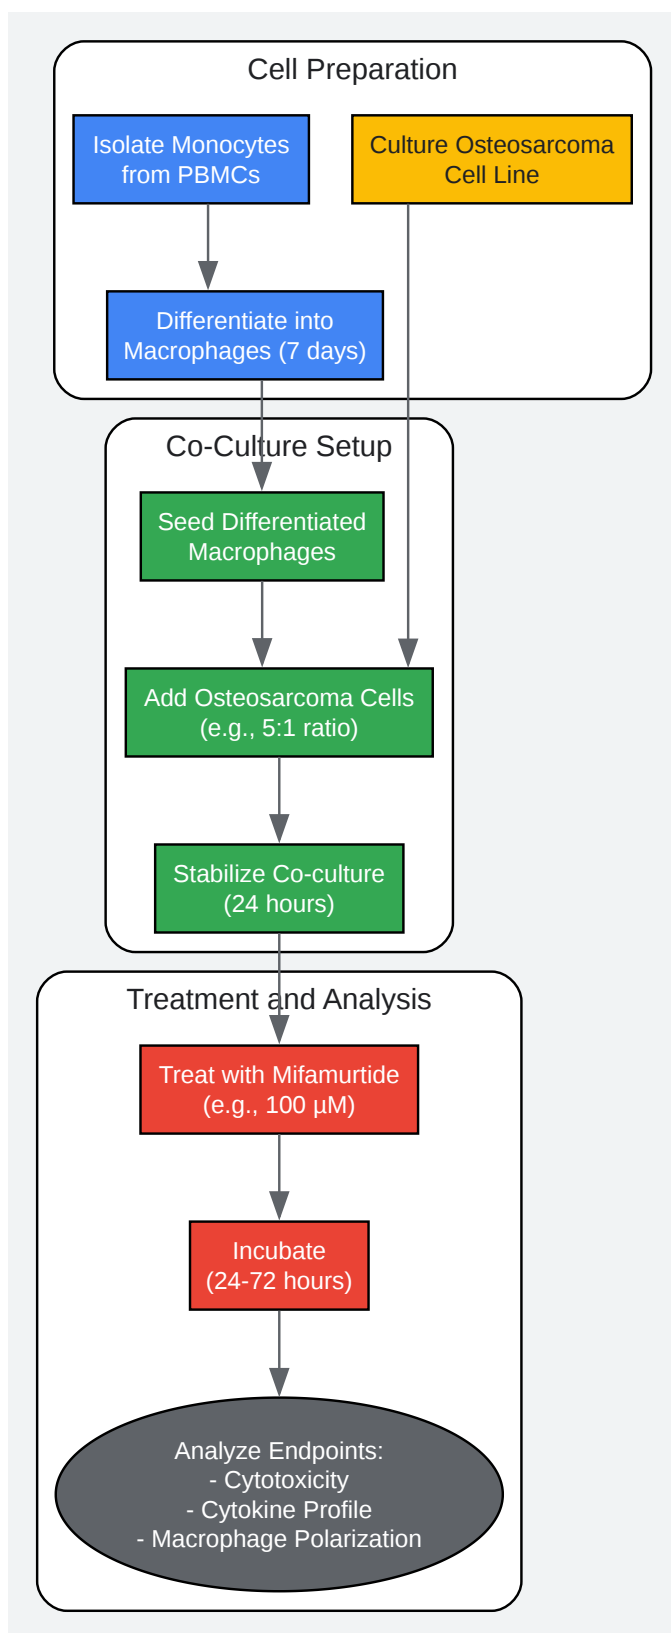 Cell Preparation
Isolate Monocytes
from PBMCs
Culture Osteosarcoma
Cell Line
Differentiate into
Macrophages (7 days)
Co-Culture Setup
Seed Differentiated
Macrophages
Add Osteosarcoma Cells
(e.g., 5:1 ratio)
Stabilize Co-culture
(24 hours)
Treatment and Analysis
Treat with Mifamurtide
(e.g., 100 µM)
Incubate
(24-72 hours)
Analyze Endpoints:
- Cytotoxicity
- Cytokine Profile
- Macrophage Polarization